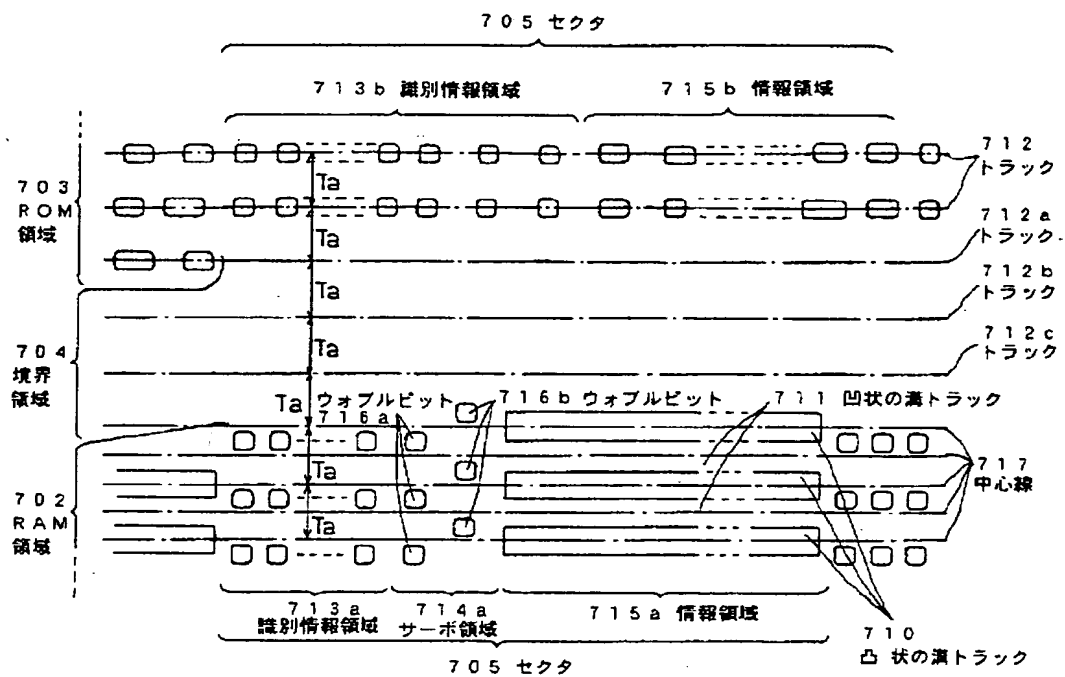 705 セクタ
713b 識別情報領域
715b 情報領域
712
トラック
703
ROM
領域
Ta
712a
トラック
Ta
712b
トラック
Ta
712c
トラック
Ta
704
境界
領域
Ta
ウォブルピット
716a
716b ウォブルピット
711 凹状の溝トラック
717
中心線
Ta
702
RAM
領域
Ta
713a
識別情報領域
714a
サーボ領域
715a 情報領域
705 セクタ
710
凸 状の溝トラック